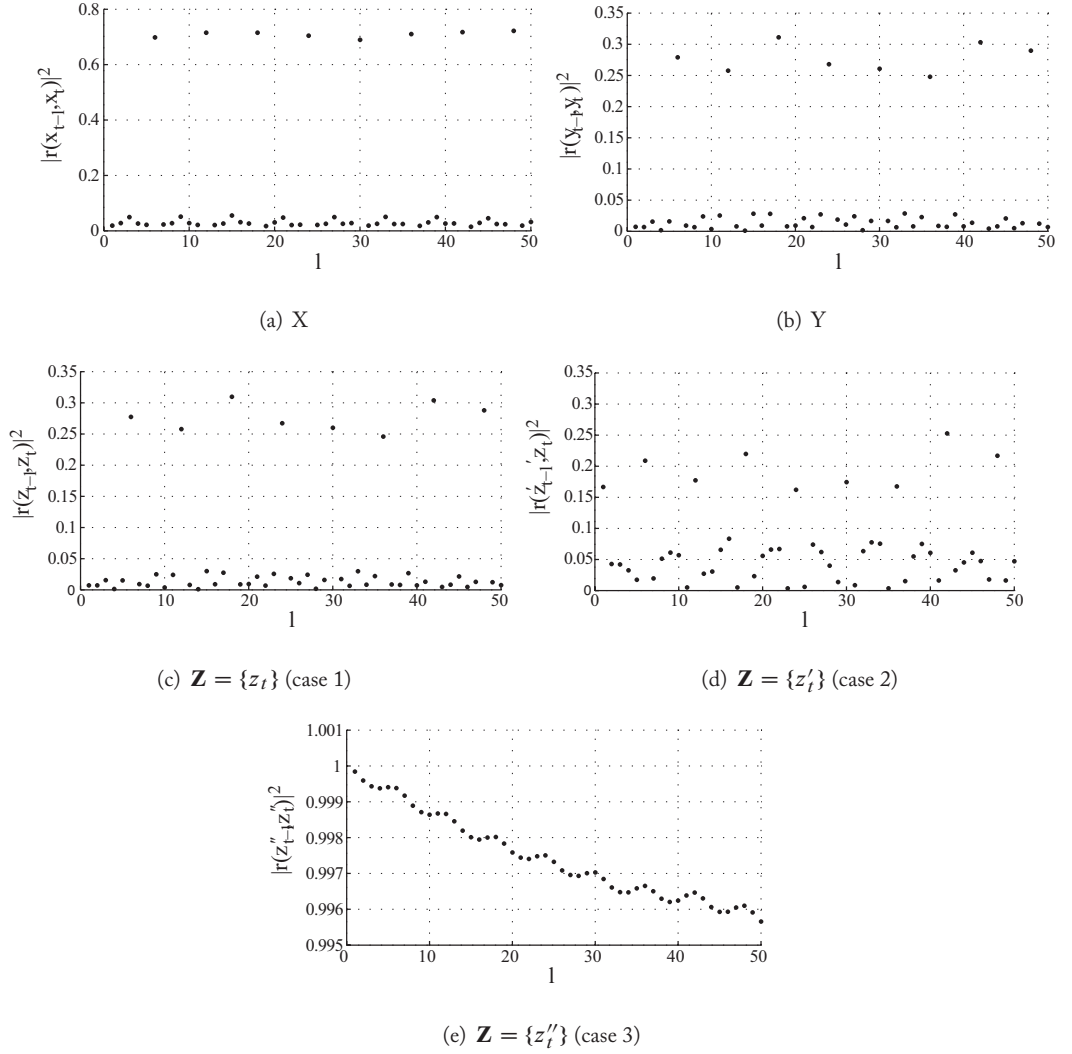 0.8
0.6
0.4
0.2
0
0 10 20 30 40 50
|r(x_{t−l},x_t)|^2
l
(a) X
0.35
0.3
0.25
0.2
0.15
0.1
0.05
0
0 10 20 30 40 50
|r(y_{t−l},y_t)|^2
l
(b) Y
0.35
0.3
0.25
0.2
0.15
0.1
0.05
0
0 10 20 30 40 50
|r(z_{t−l},z_t)|^2
l
(c) Z = {z_t} (case 1)
0.35
0.3
0.25
0.2
0.15
0.1
0.05
0
0 10 20 30 40 50
|r(z'_{t−l}',z_t)|^2
l
(d) Z = {z'_t} (case 2)
1.001
1
0.999
0.998
0.997
0.996
0.995
0 10 20 30 40 50
|r(z''_{t−l},z''_t)|^2
l
(e) Z = {z''_t} (case 3)